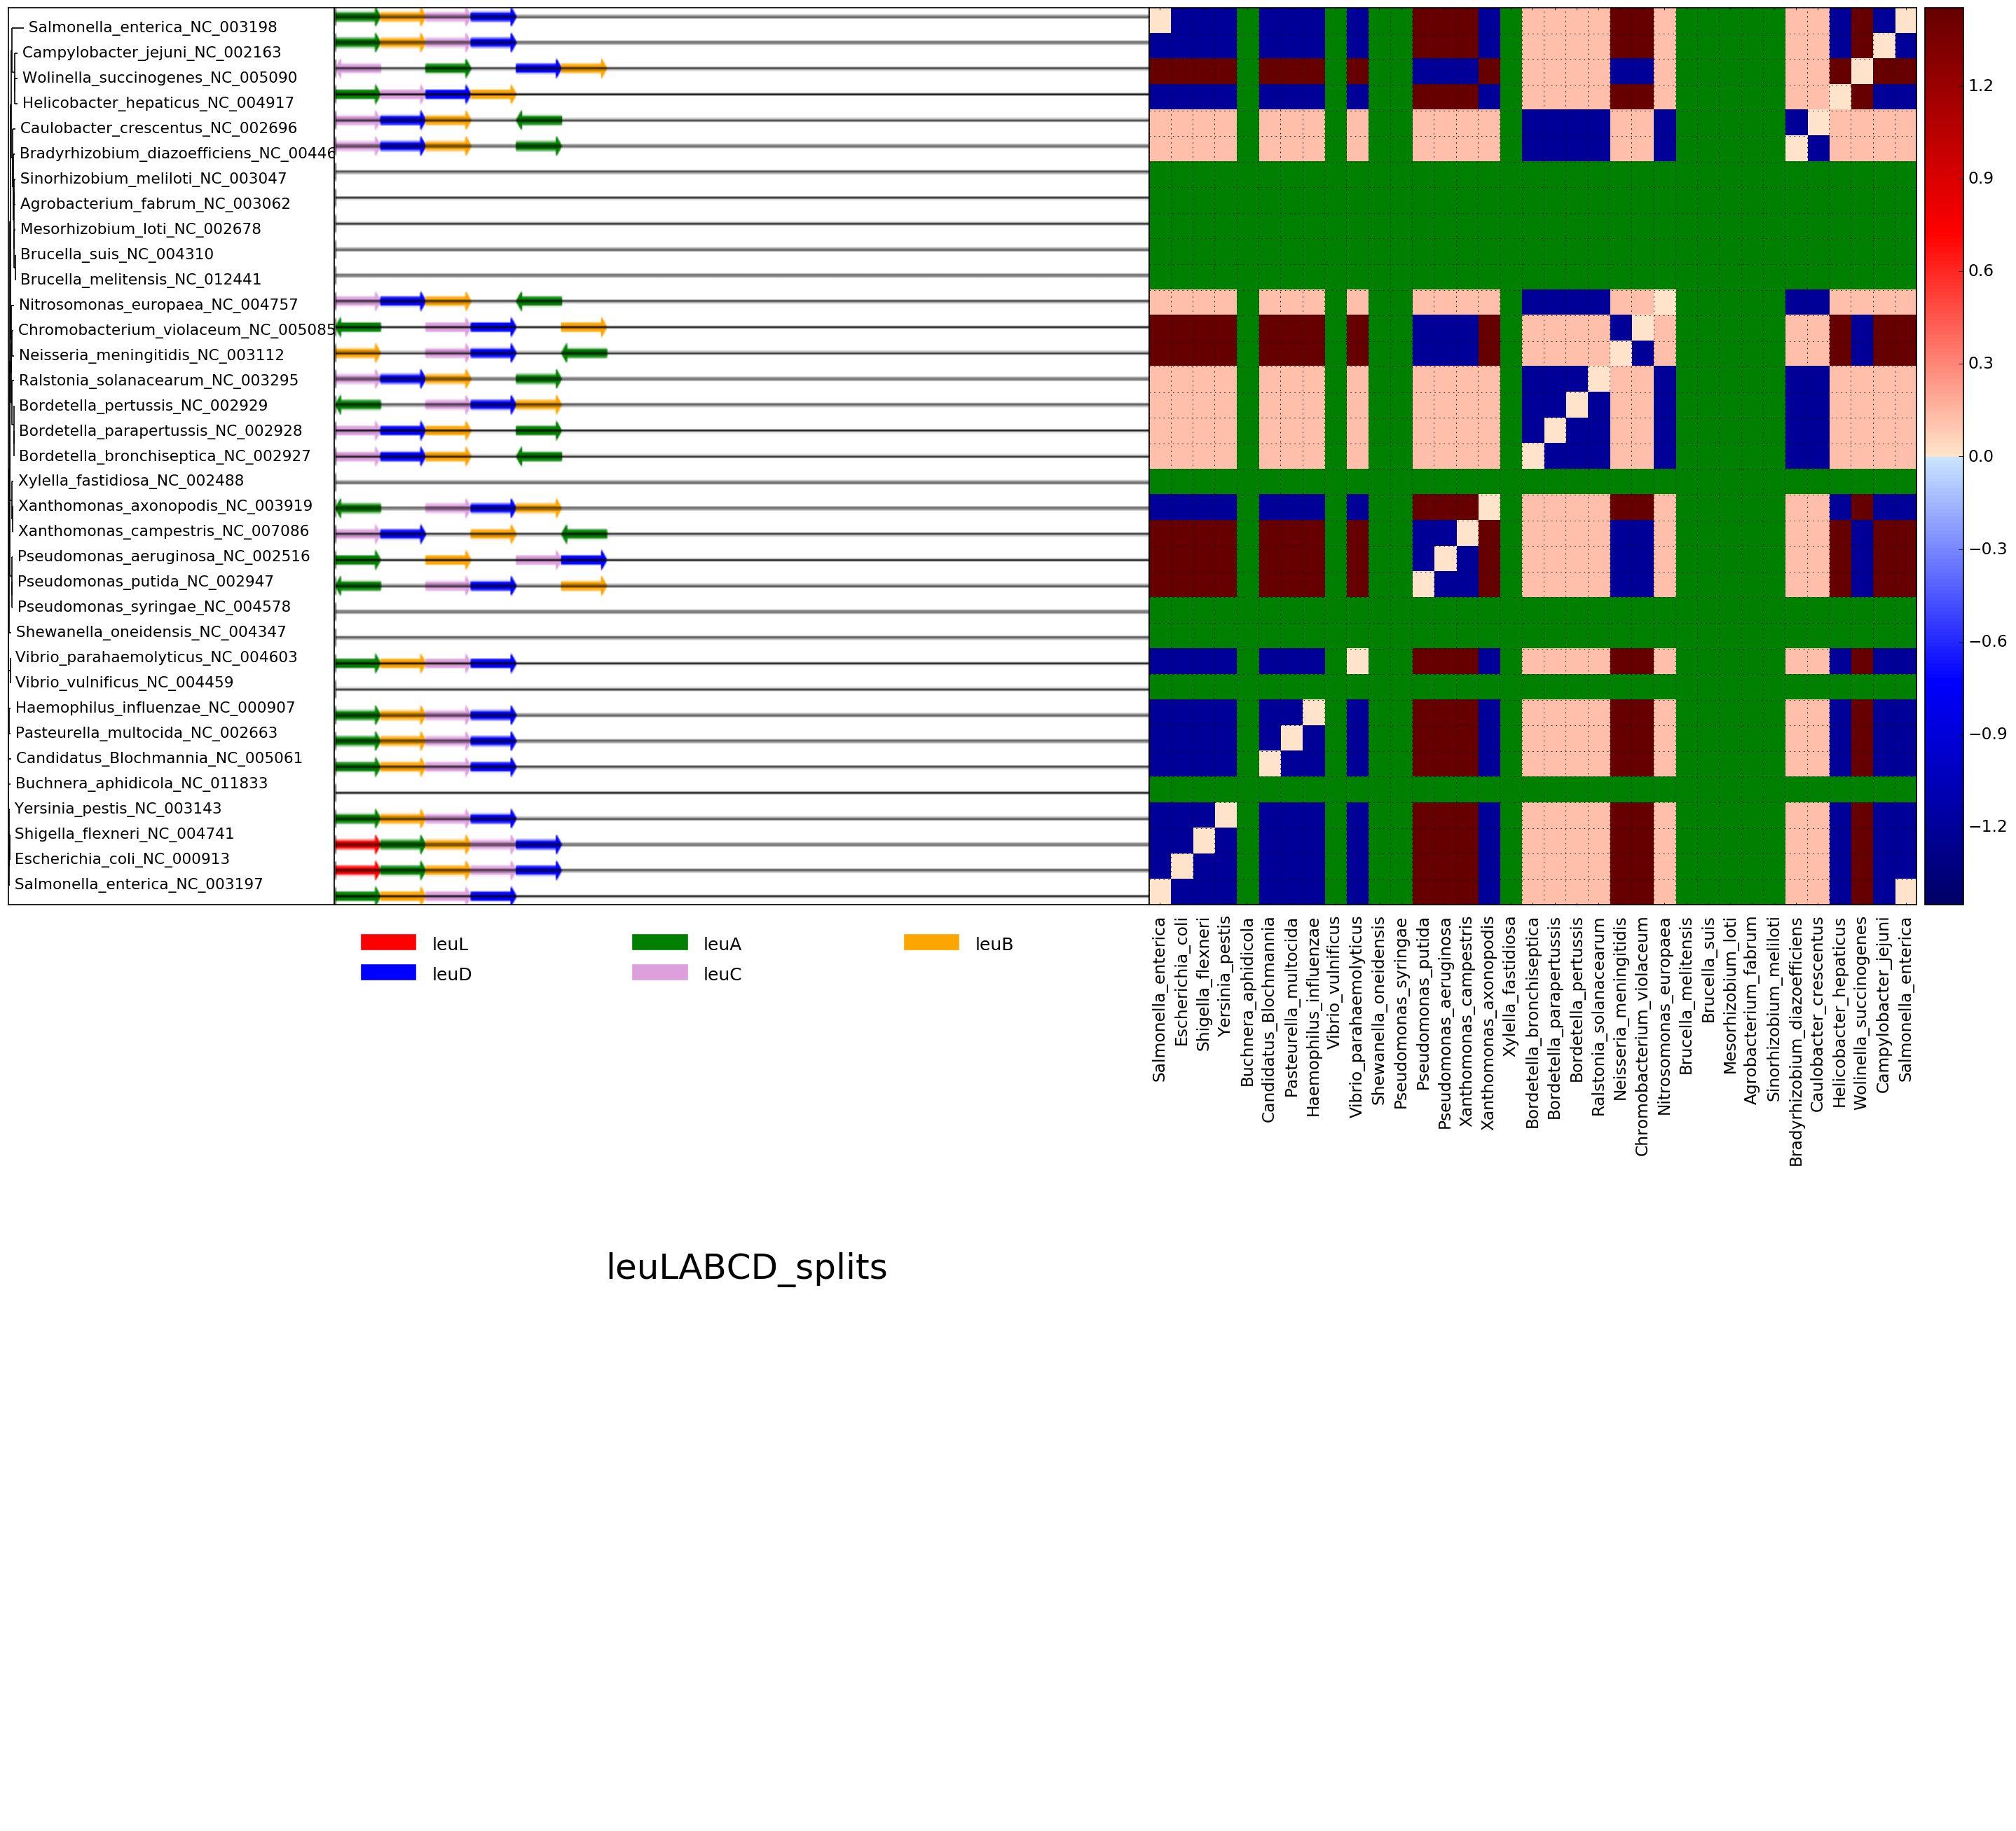 Salmonella_enterica_NC_003198
Campylobacter_jejuni_NC_002163
Wolinella_succinogenes_NC_005090
Helicobacter_hepaticus_NC_004917
Caulobacter_crescentus_NC_002696
Bradyrhizobium_diazoefficiens_NC_00446
Sinorhizobium_meliloti_NC_003047
Agrobacterium_fabrum_NC_003062
Mesorhizobium_loti_NC_002678
Brucella_suis_NC_004310
Brucella_melitensis_NC_012441
Nitrosomonas_europaea_NC_004757
Chromobacterium_violaceum_NC_005085
Neisseria_meningitidis_NC_003112
Ralstonia_solanacearum_NC_003295
Bordetella_pertussis_NC_002929
Bordetella_parapertussis_NC_002928
Bordetella_bronchiseptica_NC_002927
Xylella_fastidiosa_NC_002488
Xanthomonas_axonopodis_NC_003919
Xanthomonas_campestris_NC_007086
Pseudomonas_aeruginosa_NC_002516
Pseudomonas_putida_NC_002947
Pseudomonas_syringae_NC_004578
Shewanella_oneidensis_NC_004347
Vibrio_parahaemolyticus_NC_004603
Vibrio_vulnificus_NC_004459
Haemophilus_influenzae_NC_000907
Pasteurella_multocida_NC_002663
Candidatus_Blochmannia_NC_005061
Buchnera_aphidicola_NC_011833
Yersinia_pestis_NC_003143
Shigella_flexneri_NC_004741
Escherichia_coli_NC_000913
Salmonella_enterica_NC_003197
1.2
0.9
0.6
0.3
0.0
−0.3
−0.6
−0.9
−1.2
Salmonella_enterica
Escherichia_coli
Shigella_flexneri
Yersinia_pestis
Buchnera_aphidicola
Candidatus_Blochmannia
Pasteurella_multocida
Haemophilus_influenzae
Vibrio_vulnificus
Vibrio_parahaemolyticus
Shewanella_oneidensis
Pseudomonas_syringae
Pseudomonas_putida
Pseudomonas_aeruginosa
Xanthomonas_campestris
Xanthomonas_axonopodis
Xylella_fastidiosa
Bordetella_bronchiseptica
Bordetella_parapertussis
Bordetella_pertussis
Ralstonia_solanacearum
Neisseria_meningitidis
Chromobacterium_violaceum
Nitrosomonas_europaea
Brucella_melitensis
Brucella_suis
Mesorhizobium_loti
Agrobacterium_fabrum
Sinorhizobium_meliloti
Bradyrhizobium_diazoefficiens
Caulobacter_crescentus
Helicobacter_hepaticus
Wolinella_succinogenes
Campylobacter_jejuni
Salmonella_enterica
leuL leuA leuB
leuD leuC
leuLABCD_splits